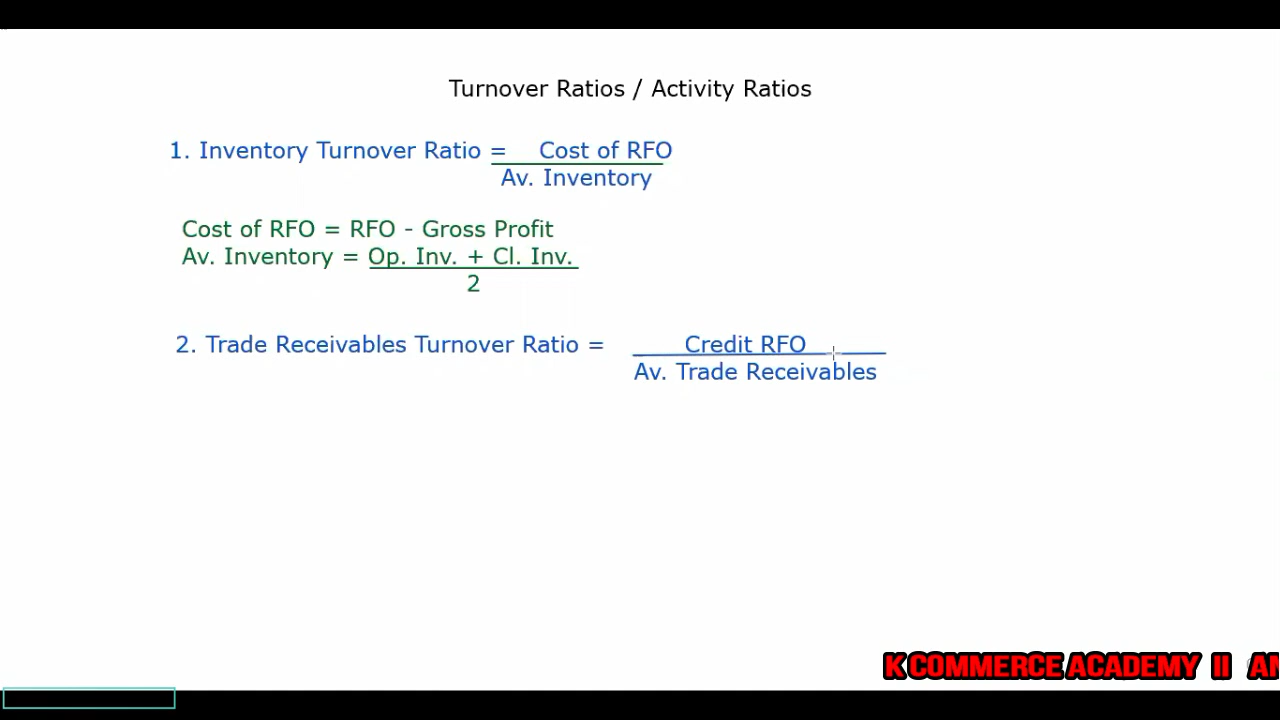 Turnover Ratios / Activity Ratios
1. Inventory Turnover Ratio = Cost of RFO
Av. Inventory
Cost of RFO = RFO - Gross Profit
Av. Inventory = Op. Inv. + Cl. Inv.
2
2. Trade Receivables Turnover Ratio = Credit RFO
Av. Trade Receivables
K COMMERCE ACADEMY II